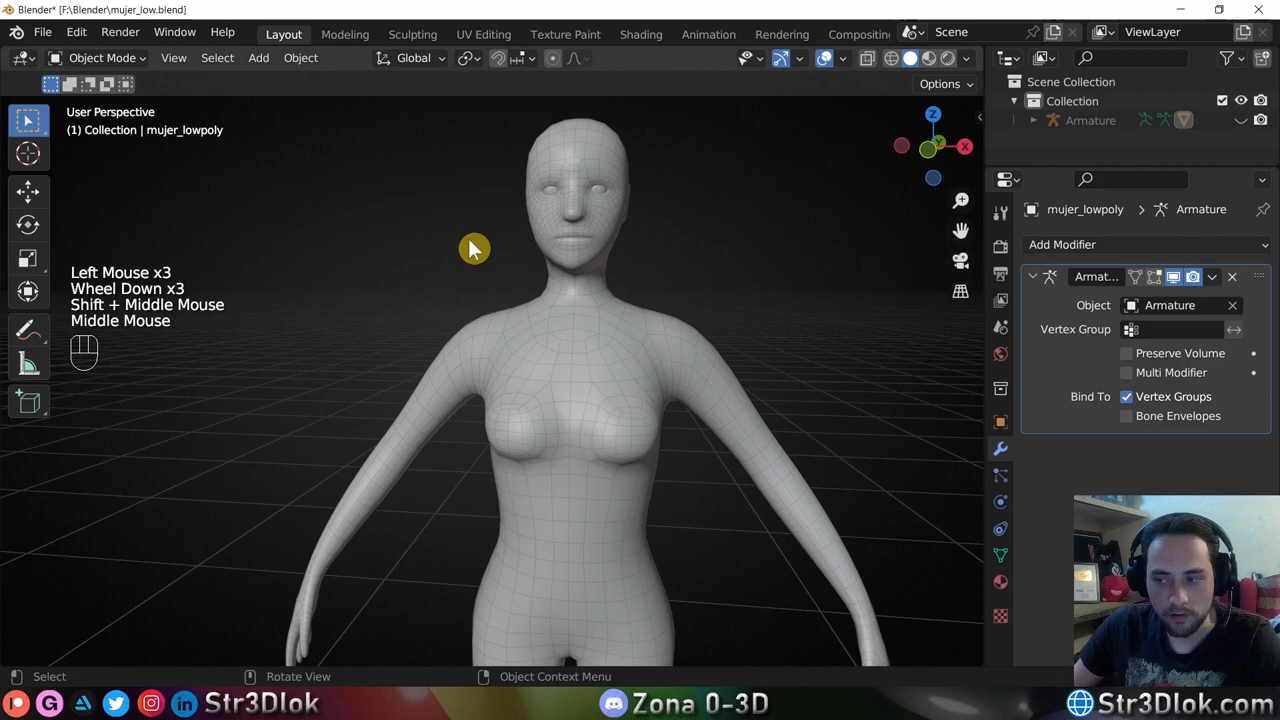 Blender* [F:\Blender\mujer_low.blend]
File Edit Render Window Help Layout Modeling Sculpting UV Editing Texture Paint Shading Animation Rendering Compositing Scene ViewLayer
Object Mode View Select Add Object Global
Options
User Perspective
(1) Collection | mujer_lowpoly
Z
Y
X
Left Mouse x3
Wheel Down x3
Shift + Middle Mouse
Middle Mouse
Scene Collection
Collection
Armature
mujer_lowpoly Armature
Add Modifier
Armat...
Object Armature
Vertex Group
Preserve Volume
Multi Modifier
Bind To Vertex Groups
Bone Envelopes
Select Rotate View Object Context Menu
Str3Dlok Zona 0-3D Str3Dlok.com